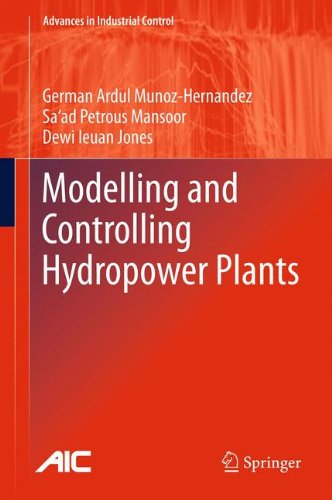 Advances in Industrial Control
German Ardul Munoz-Hernandez
Sa'ad Petrous Mansoor
Dewi Ieuan Jones
Modelling and
Controlling
Hydropower Plants
AIC
Springer